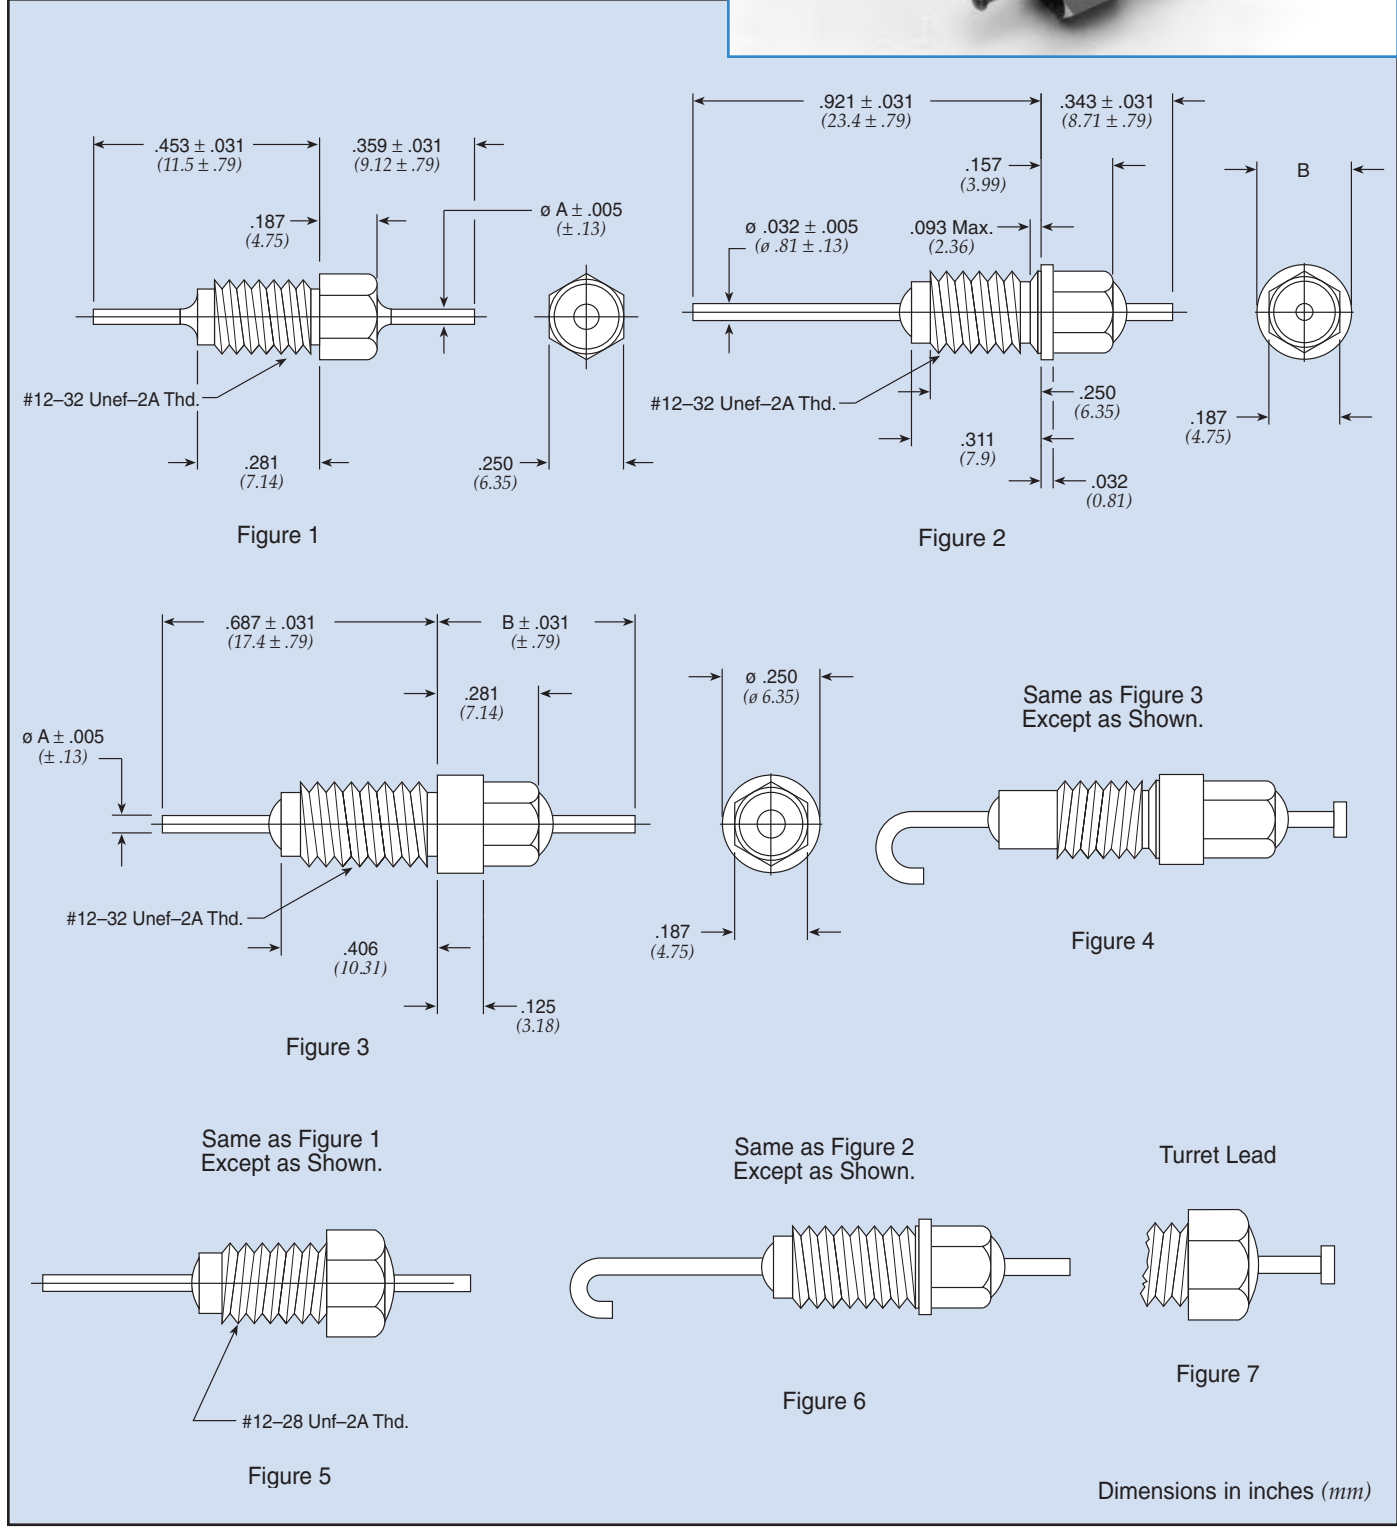 .453 ± .031
(11.5 ± .79)
.359 ± .031
(9.12 ± .79)
.187
(4.75)
ø A ± .005
(± .13)
#12–32 Unef–2A Thd.
.281
(7.14)
.250
(6.35)
Figure 1
.921 ± .031
(23.4 ± .79)
.343 ± .031
(8.71 ± .79)
.157
(3.99)
B
ø .032 ± .005
(ø .81 ± .13)
.093 Max.
(2.36)
#12–32 Unef–2A Thd.
.250
(6.35)
.311
(7.9)
.187
(4.75)
.032
(0.81)
Figure 2
.687 ± .031
(17.4 ± .79)
B ± .031
(± .79)
.281
(7.14)
ø A ± .005
(± .13)
#12–32 Unef–2A Thd.
.406
(10.31)
.125
(3.18)
ø .250
(ø 6.35)
.187
(4.75)
Figure 3
Same as Figure 3
Except as Shown.
Figure 4
Same as Figure 1
Except as Shown.
#12–28 Unf–2A Thd.
Figure 5
Same as Figure 2
Except as Shown.
Figure 6
Turret Lead
Figure 7
Dimensions in inches (mm)